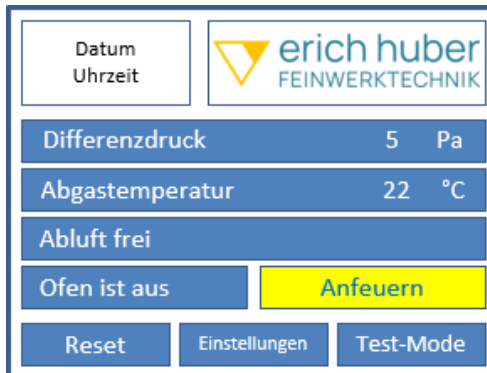 Datum
Uhrzeit
erich huber
FEINWERKTECHNIK
Differenzdruck 5 Pa
Abgastemperatur 22 °C
Abluft frei
Ofen ist aus Anfeuern
Reset Einstellungen Test-Mode